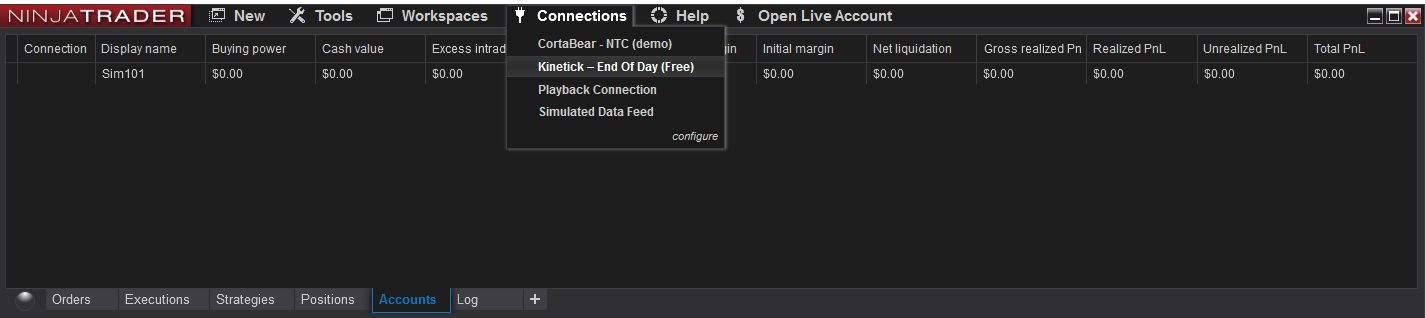 NINJATRADER New Tools Workspaces Connections Help $ Open Live Account
Connection Display name Buying power Cash value Excess intrad Initial margin Net liquidation Gross realized Pn Realized PnL Unrealized PnL Total PnL
Sim101 $0.00 $0.00 $0.00 $0.00 $0.00 $0.00 $0.00 $0.00 $0.00
CortaBear - NTC (demo)
Kinetick – End Of Day (Free)
Playback Connection
Simulated Data Feed
configure
Orders Executions Strategies Positions Accounts Log +